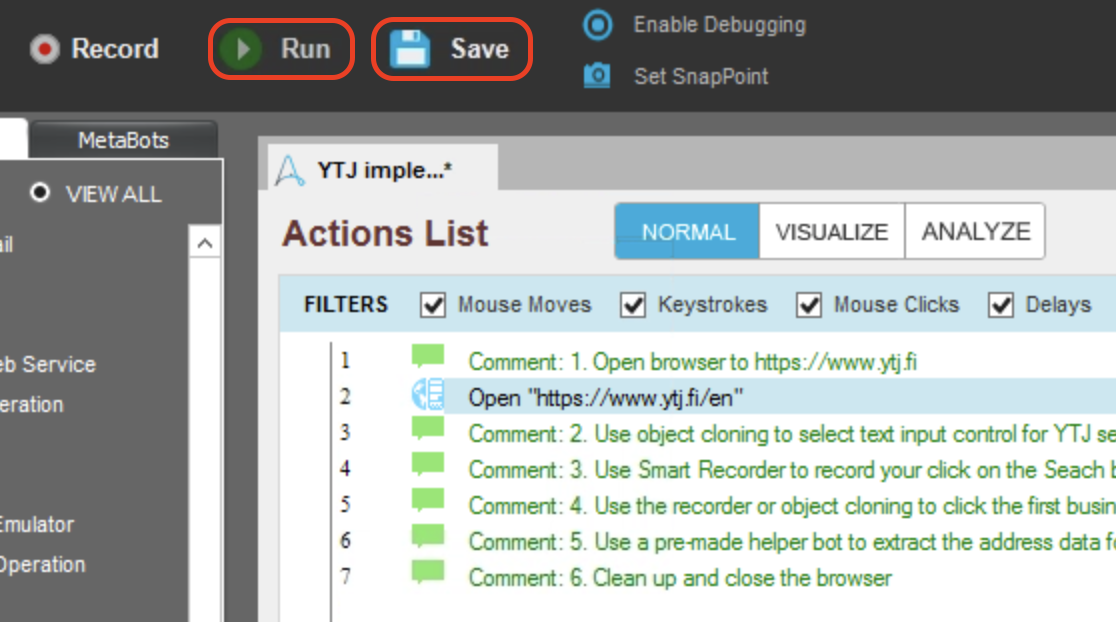 Record
Run
Save
Enable Debugging
Set SnapPoint
MetaBots
VIEW ALL
il
eb Service
eration
Emulator
Operation
YTJ imple...*
Actions List
NORMAL
VISUALIZE
ANALYZE
FILTERS
Mouse Moves
Keystrokes
Mouse Clicks
Delays
1 Comment: 1. Open browser to https://www.ytj.fi
2 Open "https://www.ytj.fi/en"
3 Comment: 2. Use object cloning to select text input control for YTJ se
4 Comment: 3. Use Smart Recorder to record your click on the Seach b
5 Comment: 4. Use the recorder or object cloning to click the first busin
6 Comment: 5. Use a pre-made helper bot to extract the address data fo
7 Comment: 6. Clean up and close the browser